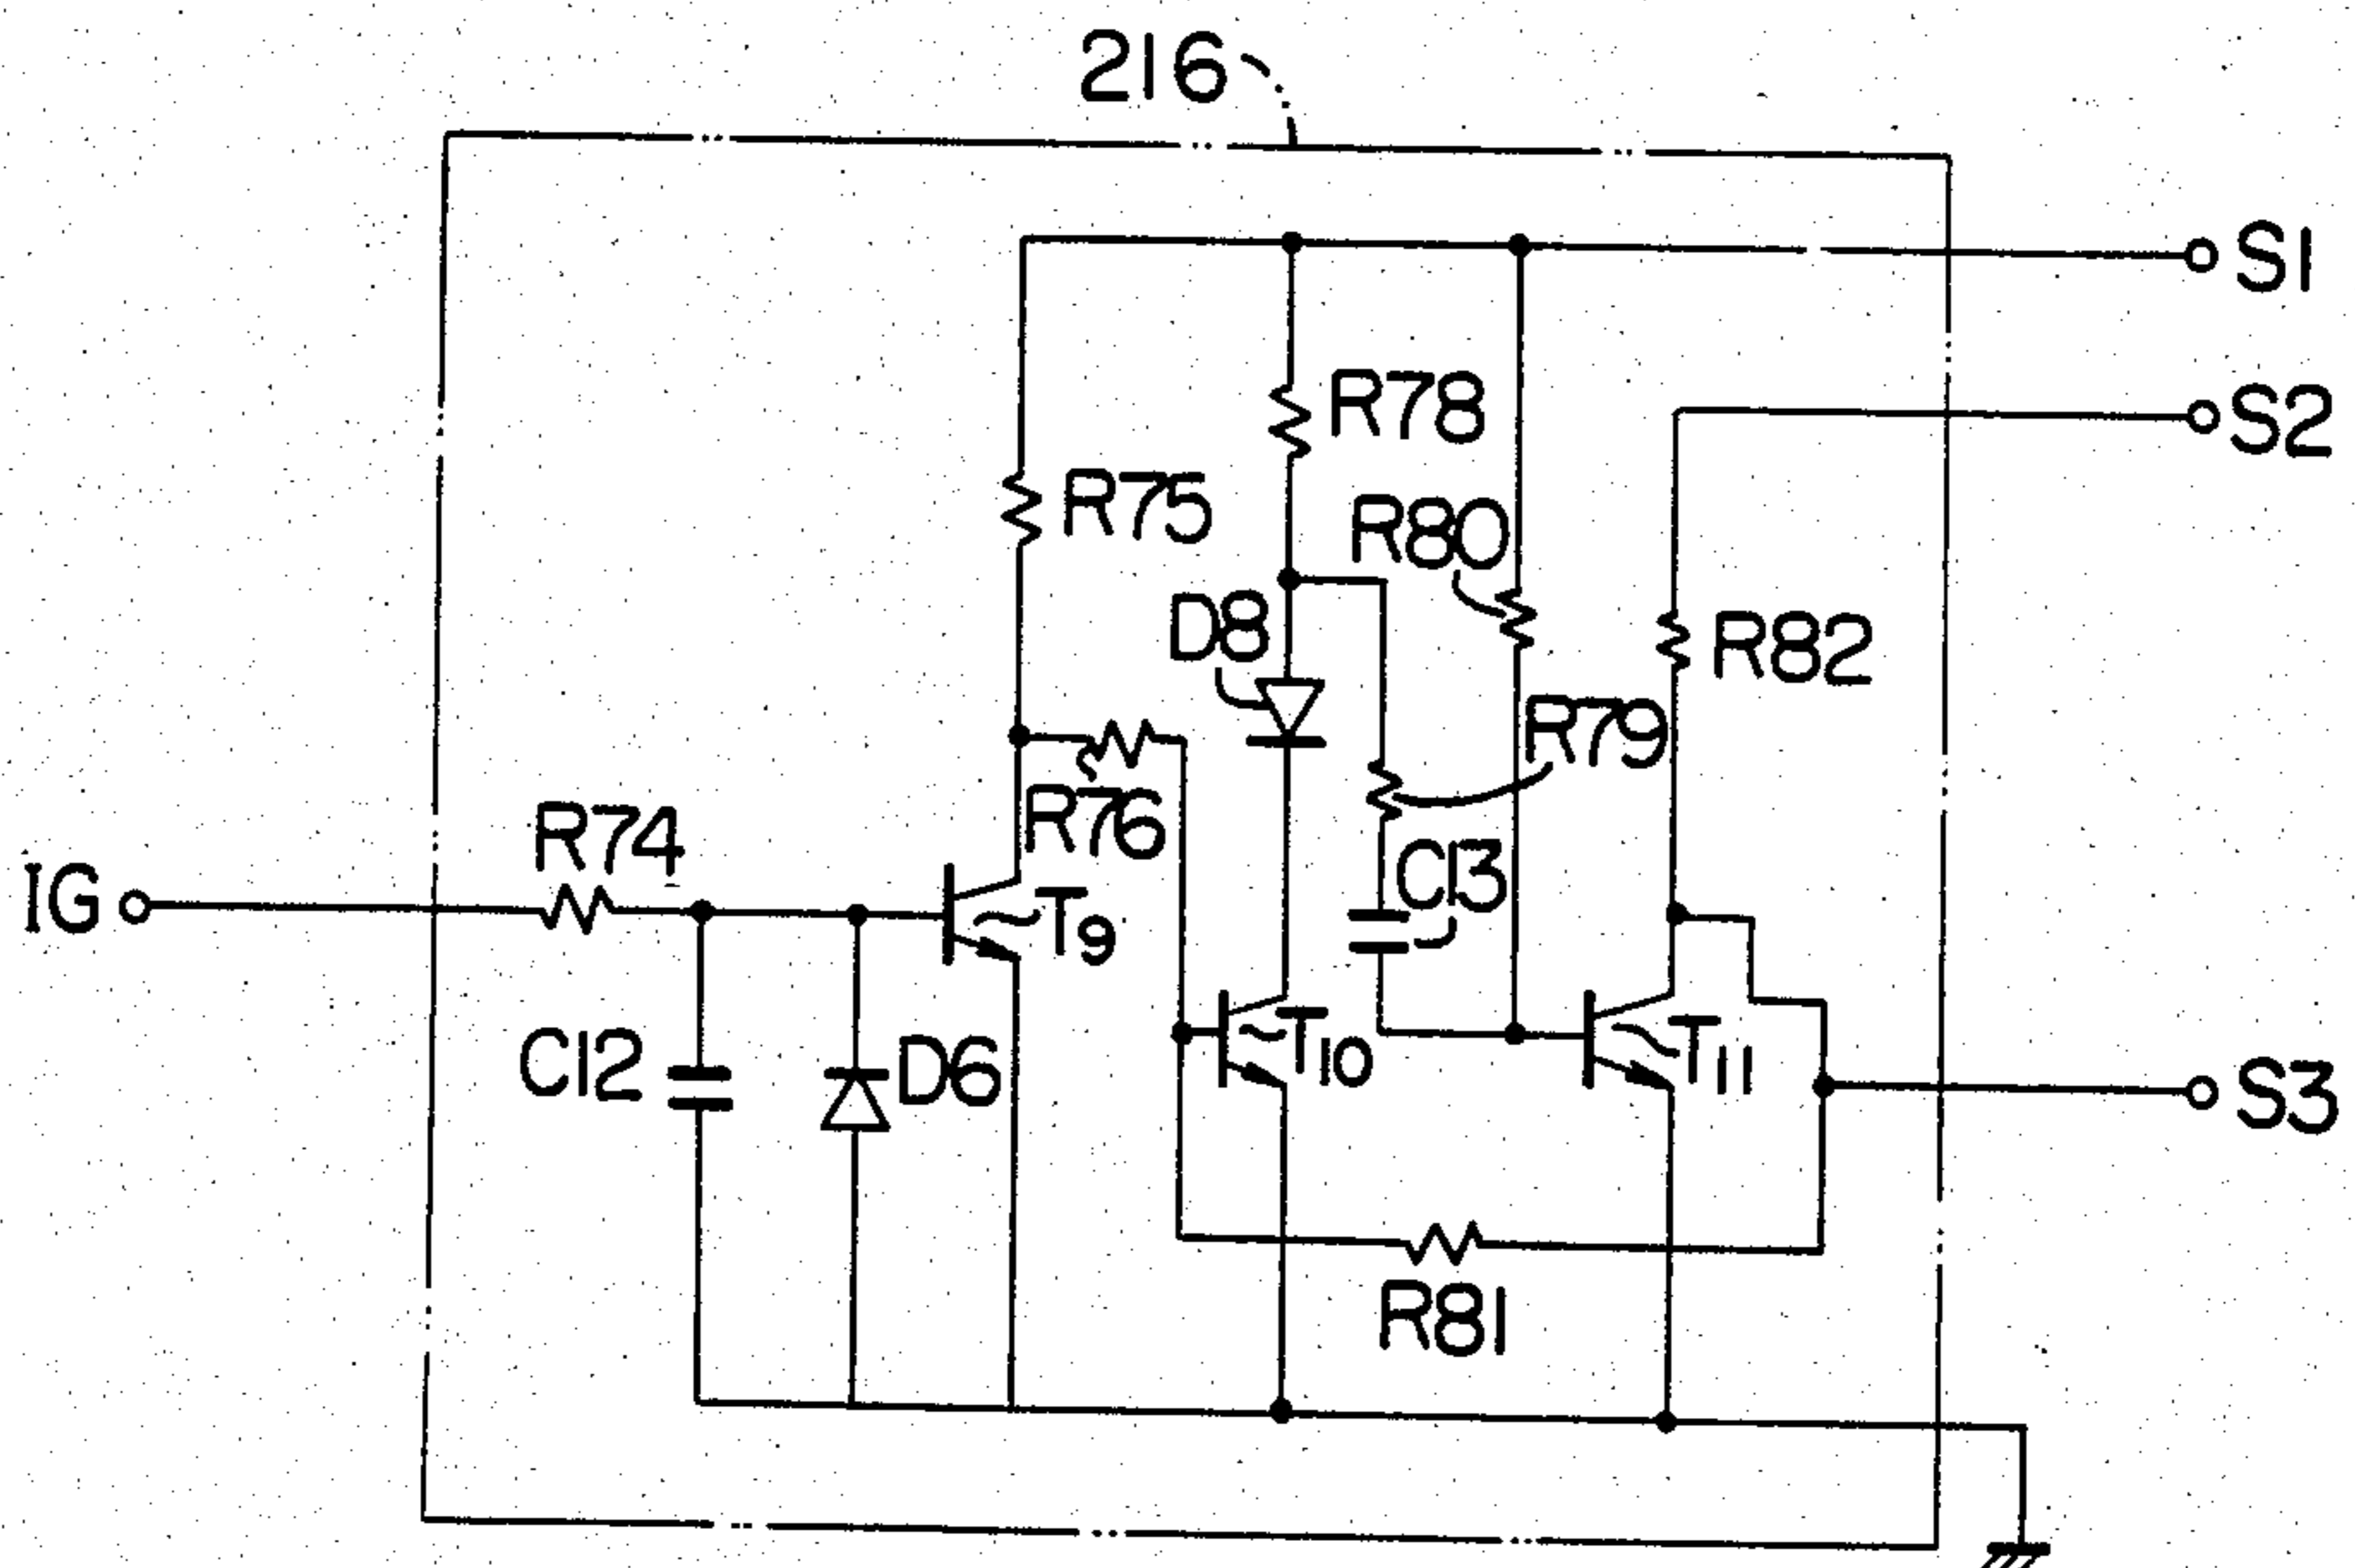 216
S1
S2
R78
R75
R80
D8
R82
R79
R76
R74
C13
IG
T9
C12
D6
T10
T11
S3
R81